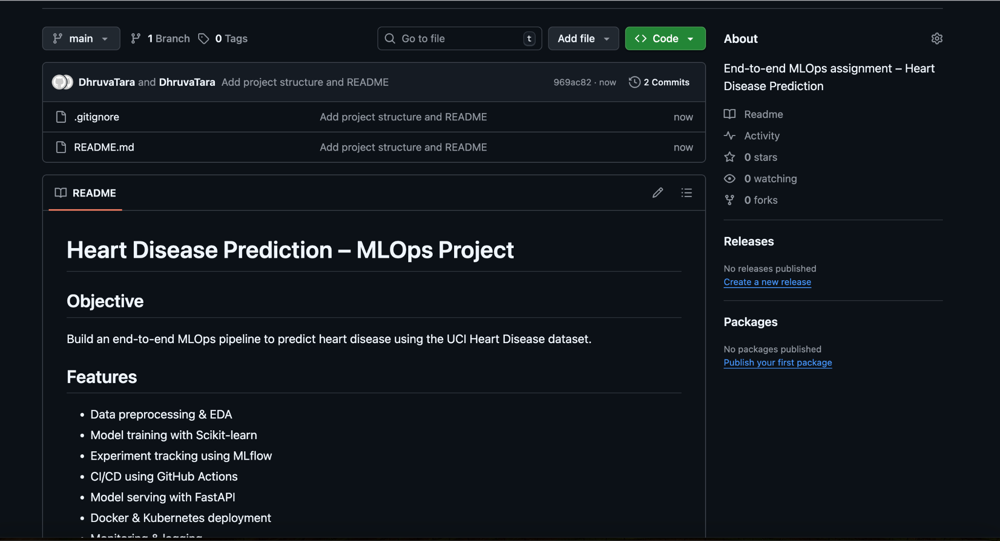 main
1 Branch
0 Tags
Go to file
t
Add file
Code
DhruvaTara and DhruvaTara Add project structure and README
969ac82 · now
2 Commits
.gitignore Add project structure and README now
README.md Add project structure and README now
README
Heart Disease Prediction – MLOps Project
Objective
Build an end-to-end MLOps pipeline to predict heart disease using the UCI Heart Disease dataset.
Features
• Data preprocessing & EDA
• Model training with Scikit-learn
• Experiment tracking using MLflow
• CI/CD using GitHub Actions
• Model serving with FastAPI
• Docker & Kubernetes deployment
• Monitoring & logging
About
End-to-end MLOps assignment – Heart
Disease Prediction
Readme
Activity
0 stars
0 watching
0 forks
Releases
No releases published
Create a new release
Packages
No packages published
Publish your first package